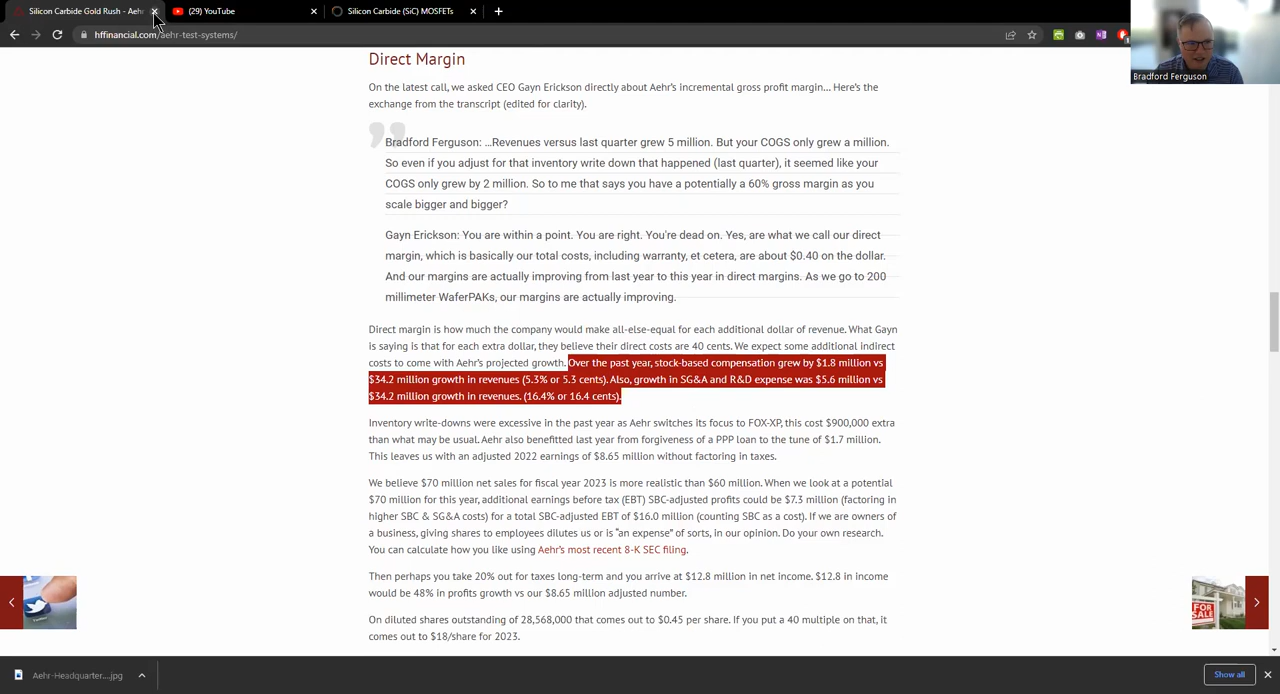 Silicon Carbide Gold Rush - Aehr
(29) YouTube
Silicon Carbide (SiC) MOSFETs
hffinancial.com/aehr-test-systems/
Bradford Ferguson
Direct Margin
On the latest call, we asked CEO Gayn Erickson directly about Aehr's incremental gross profit margin... Here's the
exchange from the transcript (edited for clarity).
Bradford Ferguson: ...Revenues versus last quarter grew 5 million. But your COGS only grew a million.
So even if you adjust for that inventory write down that happened (last quarter), it seemed like your
COGS only grew by 2 million. So to me that says you have a potentially a 60% gross margin as you
scale bigger and bigger?
Gayn Erickson: You are within a point. You are right. You're dead on. Yes, are what we call our direct
margin, which is basically our total costs, including warranty, et cetera, are about $0.40 on the dollar.
And our margins are actually improving from last year to this year in direct margins. As we go to 200
millimeter WaferPAKs, our margins are actually improving.
Direct margin is how much the company would make all-else-equal for each additional dollar of revenue. What Gayn
is saying is that for each extra dollar, they believe their direct costs are 40 cents. We expect some additional indirect
costs to come with Aehr's projected growth. Over the past year, stock-based compensation grew by $1.8 million vs
$34.2 million growth in revenues (5.3% or 5.3 cents). Also, growth in SG&A and R&D expense was $5.6 million vs
$34.2 million growth in revenues. (16.4% or 16.4 cents).
Inventory write-downs were excessive in the past year as Aehr switches its focus to FOX-XP, this cost $900,000 extra
than what may be usual. Aehr also benefitted last year from forgiveness of a PPP loan to the tune of $1.7 million.
This leaves us with an adjusted 2022 earnings of $8.65 million without factoring in taxes.
We believe $70 million net sales for fiscal year 2023 is more realistic than $60 million. When we look at a potential
$70 million for this year, additional earnings before tax (EBT) SBC-adjusted profits could be $7.3 million (factoring in
higher SBC & SG&A costs) for a total SBC-adjusted EBT of $16.0 million (counting SBC as a cost). If we are owners of
a business, giving shares to employees dilutes us or is "an expense" of sorts, in our opinion. Do your own research.
You can calculate how you like using Aehr's most recent 8-K SEC filing.
Then perhaps you take 20% out for taxes long-term and you arrive at $12.8 million in net income. $12.8 in income
would be 48% in profits growth vs our $8.65 million adjusted number.
On diluted shares outstanding of 28,568,000 that comes out to $0.45 per share. If you put a 40 multiple on that, it
comes out to $18/share for 2023.
FOR
SALE
Aehr-Headquarter....jpg
Show all